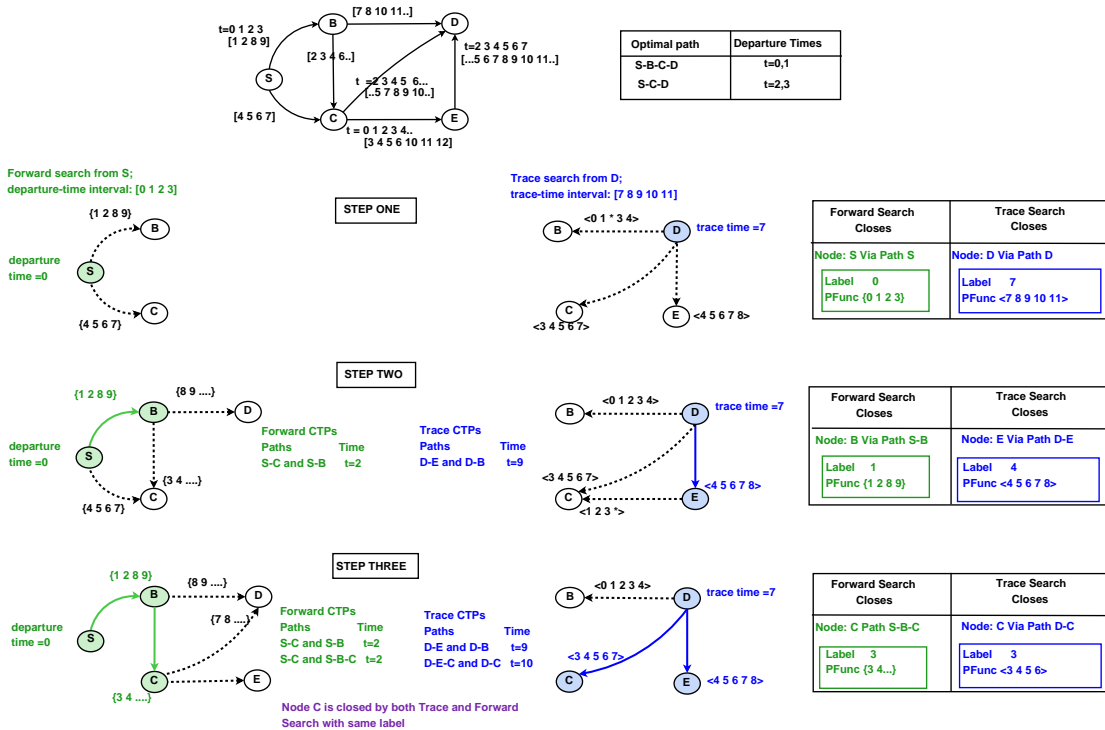 [7 8 10 11..]
B
D
t=0 1 2 3
[1 2 8 9]
t=2 3 4 5 6 7
[...5 6 7 8 9 10 11..]
[2 3 4 6..]
S
t =2 3 4 5 6...
[..5 7 8 9 10..]
[4 5 6 7]
C
E
t = 0 1 2 3 4..
[3 4 5 6 10 11 12]
Optimal path Departure Times
S-B-C-D t=0,1
S-C-D t=2,3
Forward search from S;
departure-time interval: [0 1 2 3]
STEP ONE
Trace search from D;
trace-time interval: [7 8 9 10 11]
{1 2 8 9}
B
departure
time =0
S
C
{4 5 6 7}
<0 1 * 3 4>
B
D
trace time =7
C
<3 4 5 6 7>
E
<4 5 6 7 8>
Forward Search
Closes
Trace Search
Closes
Node: S Via Path S
Node: D Via Path D
Label 0
PFunc {0 1 2 3}
Label 7
PFunc <7 8 9 10 11>
STEP TWO
{1 2 8 9}
{8 9 ....}
B
D
departure
time =0
S
{3 4 ....}
C
{4 5 6 7}
Forward CTPs
Paths Time
S-C and S-B t=2
Trace CTPs
Paths Time
D-E and D-B t=9
<0 1 2 3 4>
B
D
trace time =7
<3 4 5 6 7>
<4 5 6 7 8>
C
E
<1 2 3 *>
Forward Search
Closes
Trace Search
Closes
Node: B Via Path S-B
Node: E Via Path D-E
Label 1
PFunc {1 2 8 9}
Label 4
PFunc <4 5 6 7 8>
STEP THREE
{1 2 8 9}
{8 9 ....}
B
D
{7 8 ....}
departure
time =0
S
C
E
{3 4 ....}
Forward CTPs
Paths Time
S-C and S-B t=2
S-C and S-B-C t=2
Trace CTPs
Paths Time
D-E and D-B t=9
D-E-C and D-C t=10
Node C is closed by both Trace and Forward
Search with same label
<0 1 2 3 4>
B
D
trace time =7
<3 4 5 6 7>
C
E
<4 5 6 7 8>
Forward Search
Closes
Trace Search
Closes
Node: C Path S-B-C
Node: C Via Path D-C
Label 3
PFunc {3 4...}
Label 3
PFunc <3 4 5 6>